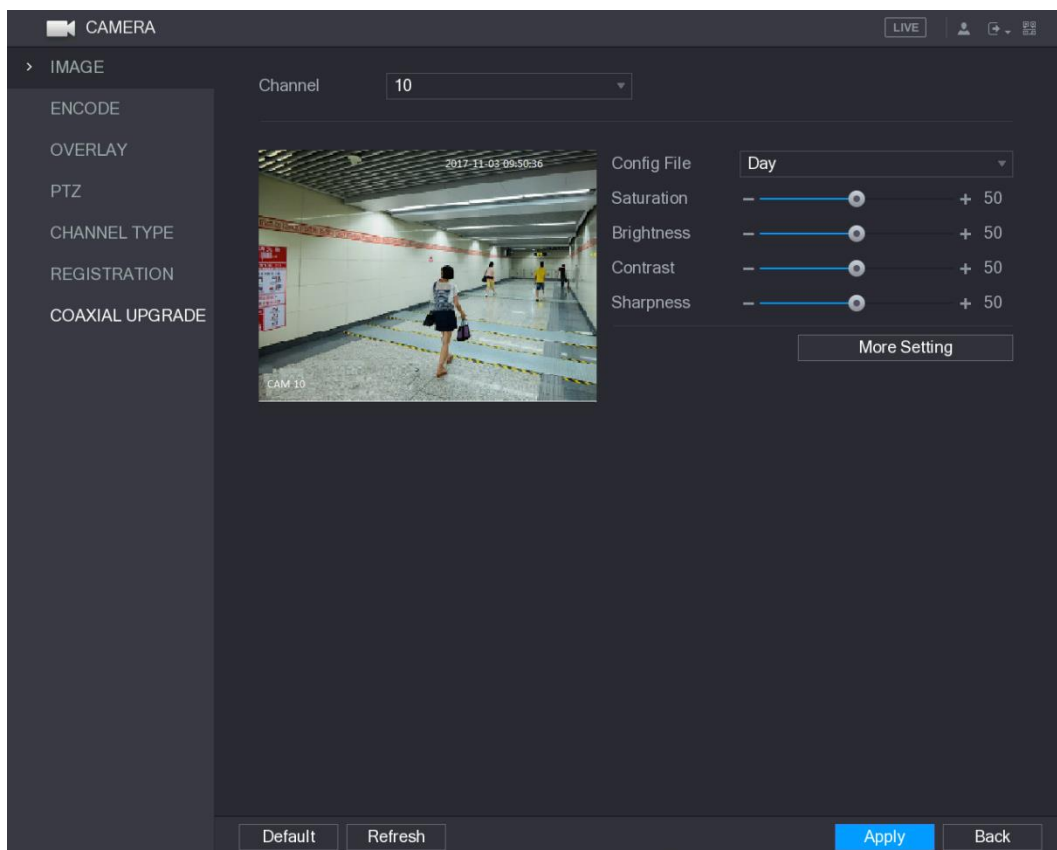 CAMERA
LIVE
IMAGE
ENCODE
OVERLAY
PTZ
CHANNEL TYPE
REGISTRATION
COAXIAL UPGRADE
Channel 10
2017-11-03 09:50:36
CAM 10
Config File Day
Saturation - + 50
Brightness - + 50
Contrast - + 50
Sharpness - + 50
More Setting
Default Refresh Apply Back